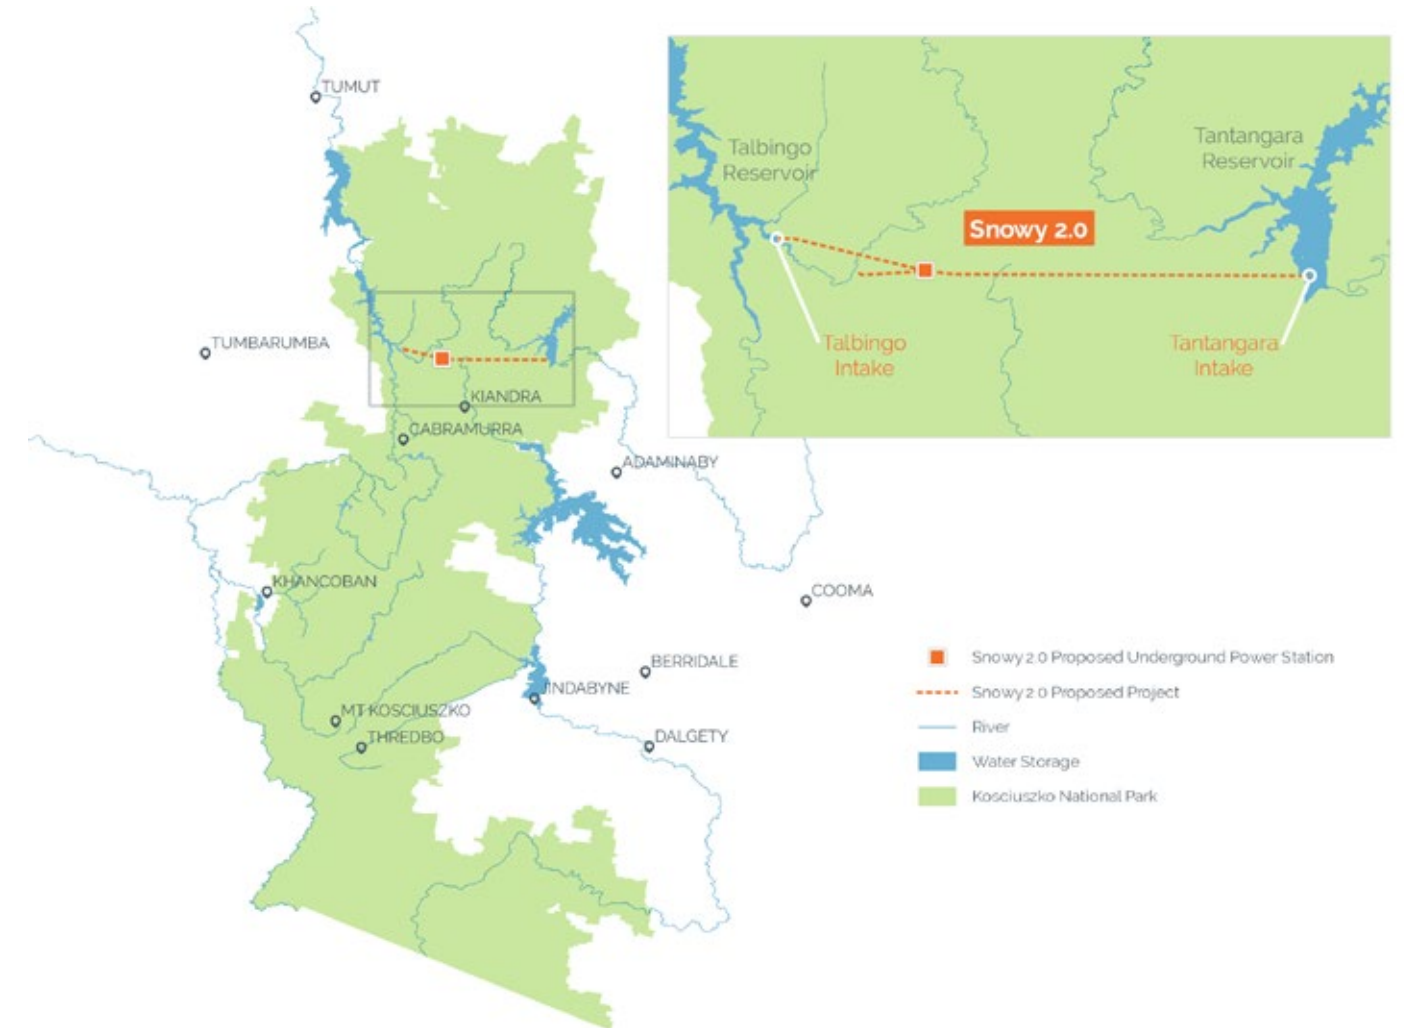 TUMUT
TUMBARUMBA
KIANDRA
CABRAMURRA
ADAMINABY
KHANCOBAN
COOMA
BERRIDALE
JINDABYNE
MT KOSCIUSZKO
THREDBO
DALGETY
Talbingo
Reservoir
Tantangara
Reservoir
Snowy 2.0
Talbingo
Intake
Tantangara
Intake
Snowy 2.0 Proposed Underground Power Station
Snowy 2.0 Proposed Project
River
Water Storage
Kosciuszko National Park